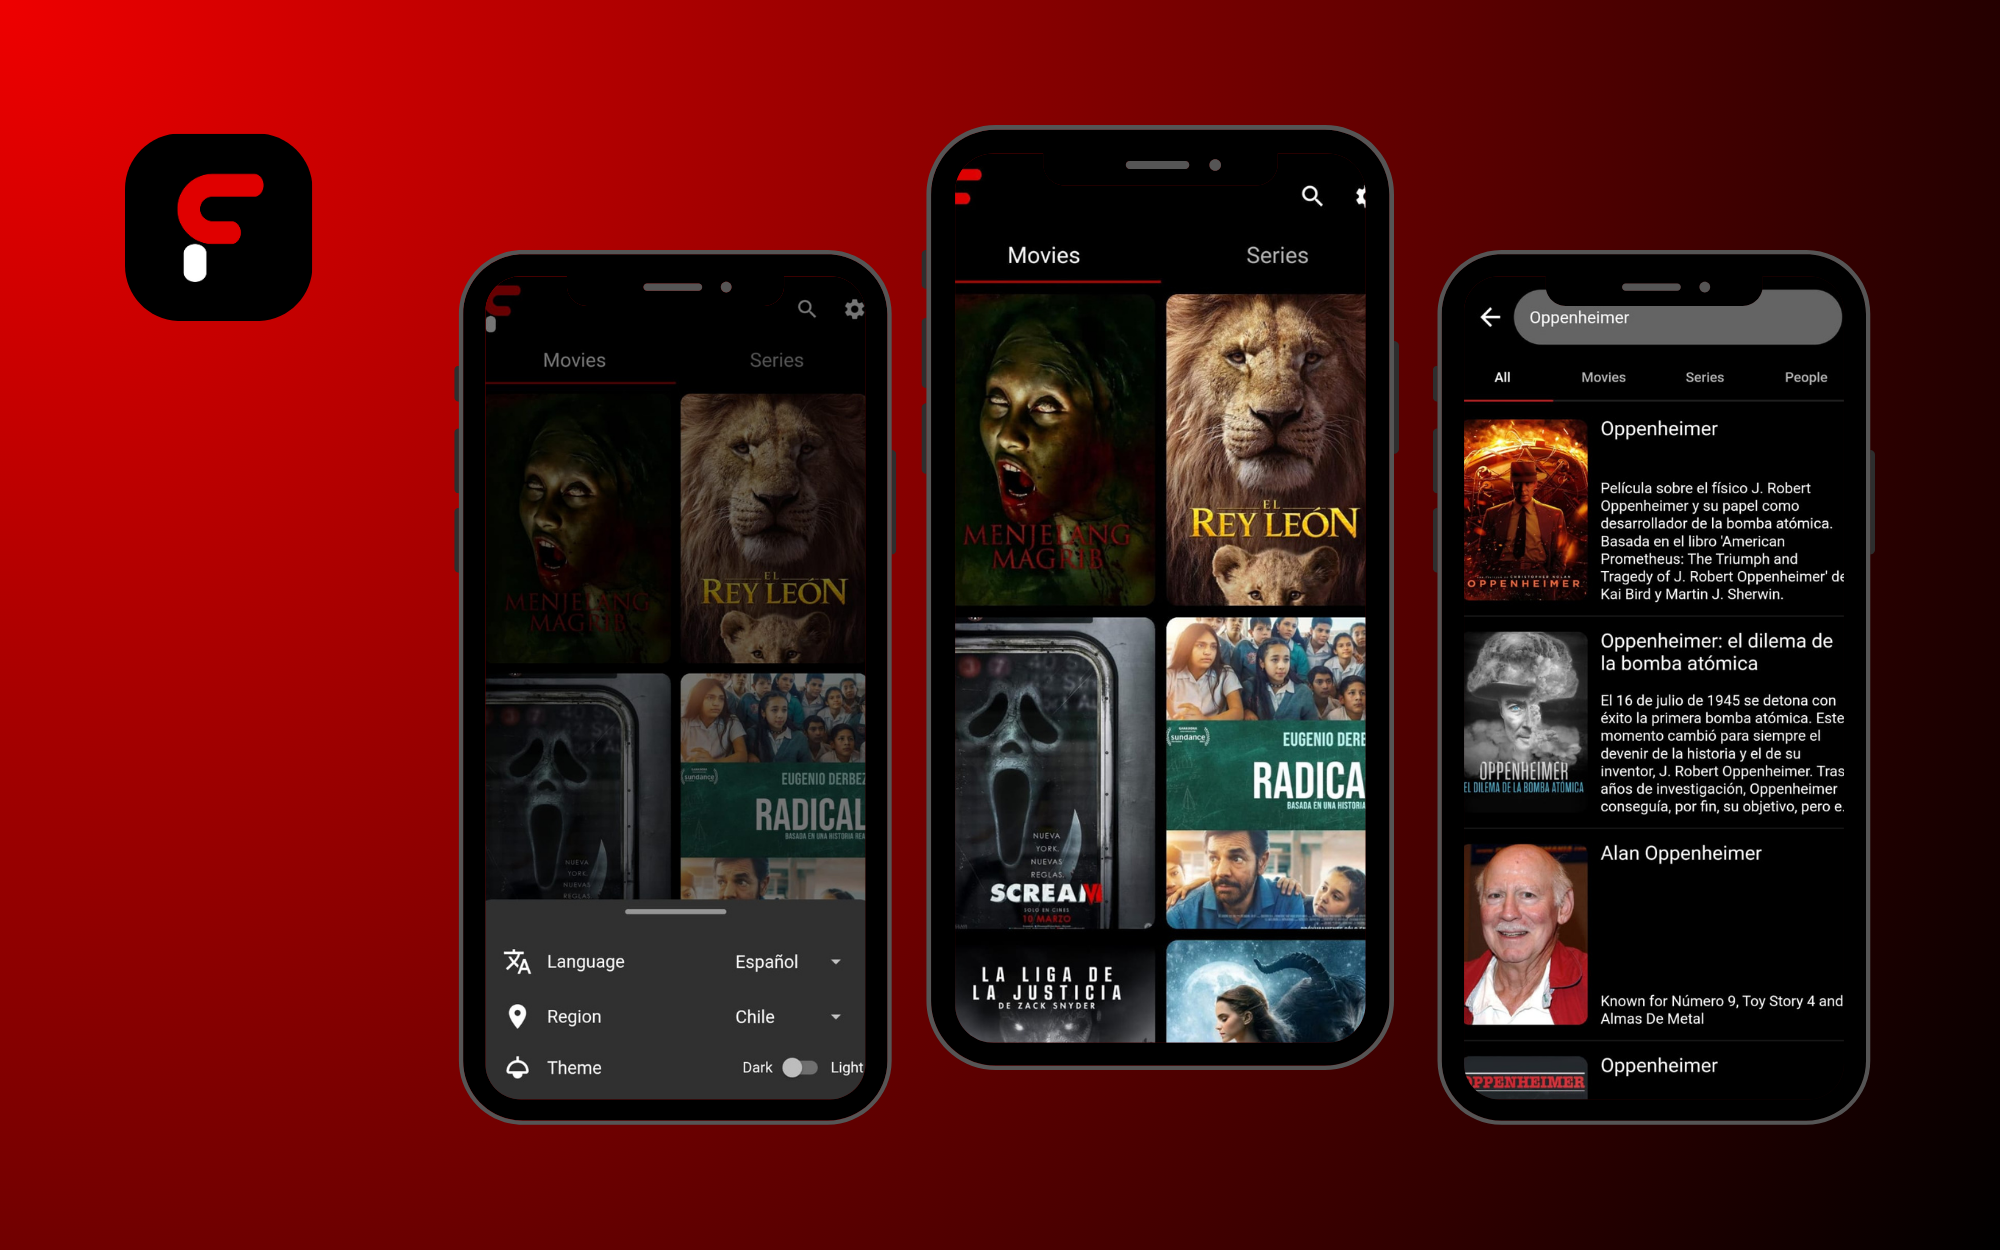 Movies
Series
MENJELANG
MAGRIB
EL
REY LEÓN
sundance
EUGENIO DERBEZ
RADICAL
BASADA EN UNA HISTORIA REA
NUEVA
YORK.
NUEVAS
REGLAS.
Language
Español
Region
Chile
Theme
Dark
Light
Movies
Series
MENJELANG
MAGRIB
EL
REY LEÓN
NUEVA
YORK.
NUEVAS
REGLAS.
SCREAM
SOLO EN CINES
10 MARZO
sundance
EUGENIO DERB
RADICA
BASADA EN UNA HISTORIA
LA LIGA DE
LA JUSTICIA
DE ZACK SNYDER
Oppenheimer
All
Movies
Series
People
OPPENHEIMER
Oppenheimer
Película sobre el físico J. Robert
Oppenheimer y su papel como
desarrollador de la bomba atómica.
Basada en el libro 'American
Prometheus: The Triumph and
Tragedy of J. Robert Oppenheimer' de
Kai Bird y Martin J. Sherwin.
OPPENHEIMER
EL DILEMA DE LA BOMBA ATÓMICA
Oppenheimer: el dilema de
la bomba atómica
El 16 de julio de 1945 se detona con
éxito la primera bomba atómica. Este
momento cambió para siempre el
devenir de la historia y el de su
inventor, J. Robert Oppenheimer. Tras
años de investigación, Oppenheimer
conseguía, por fin, su objetivo, pero e.
Alan Oppenheimer
Known for Número 9, Toy Story 4 and
Almas De Metal
OPPENHEIMER
Oppenheimer